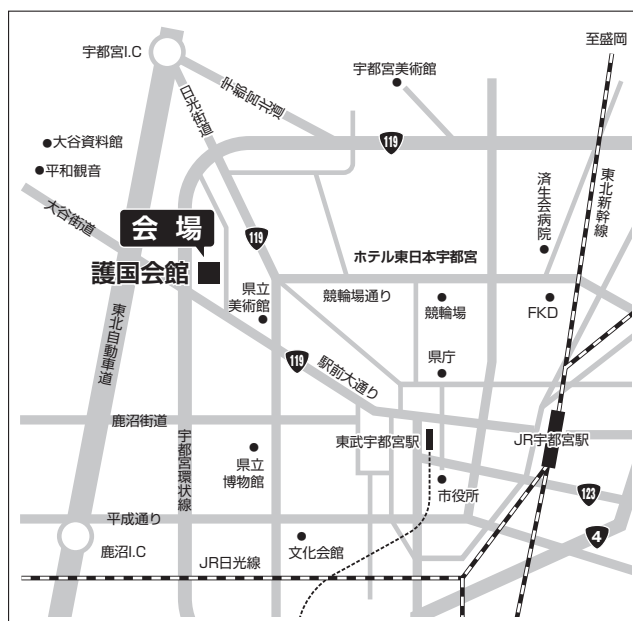 至盛岡
宇都宮I.C
宇都宮美術館
日光街道
宇都宮北道
大谷資料館
平和観音
119
済生会病院
東北新幹線
大谷街道
会場
護国会館
119
ホテル東日本宇都宮
県立
美術館
競輪場通り
競輪場
FKD
東北自動車道
119
駅前大通り
県庁
鹿沼街道
宇都宮環状線
県立
博物館
東武宇都宮駅
JR宇都宮駅
市役所
123
平成通り
鹿沼I.C
文化会館
4
JR日光線